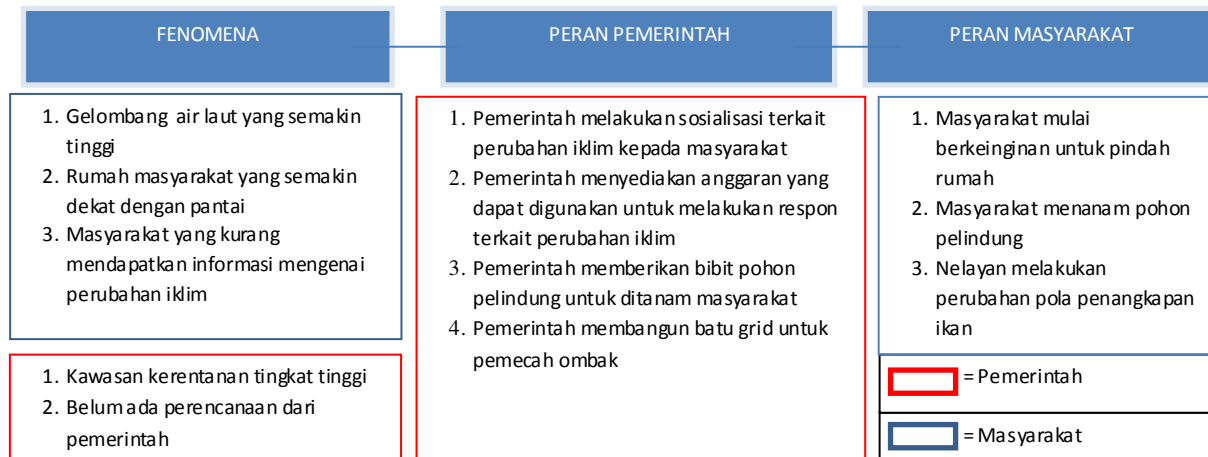 FENOMENA
1. Gelombang air laut yang semakin
tinggi
2. Rumah masyarakat yang semakin
dekat dengan pantai
3. Masyarakat yang kurang
mendapatkan informasi mengenai
perubahan iklim
1. Kawasan kerentanan tingkat tinggi
2. Belum ada perencanaan dari
pemerintah
PERAN PEMERINTAH
1. Pemerintah melakukan sosialisasi terkait
perubahan iklim kepada masyarakat
2. Pemerintah menyediakan anggaran yang
dapat digunakan untuk melakukan respon
terkait perubahan iklim
3. Pemerintah memberikan bibit pohon
pelindung untuk ditanam masyarakat
4. Pemerintah membangun batu grid untuk
pemecah ombak
PERAN MASYARAKAT
1. Masyarakat mulai
berkeinginan untuk pindah
rumah
2. Masyarakat menanam pohon
pelindung
3. Nelayan melakukan
perubahan pola penangkapan
ikan
= Pemerintah
= Masyarakat